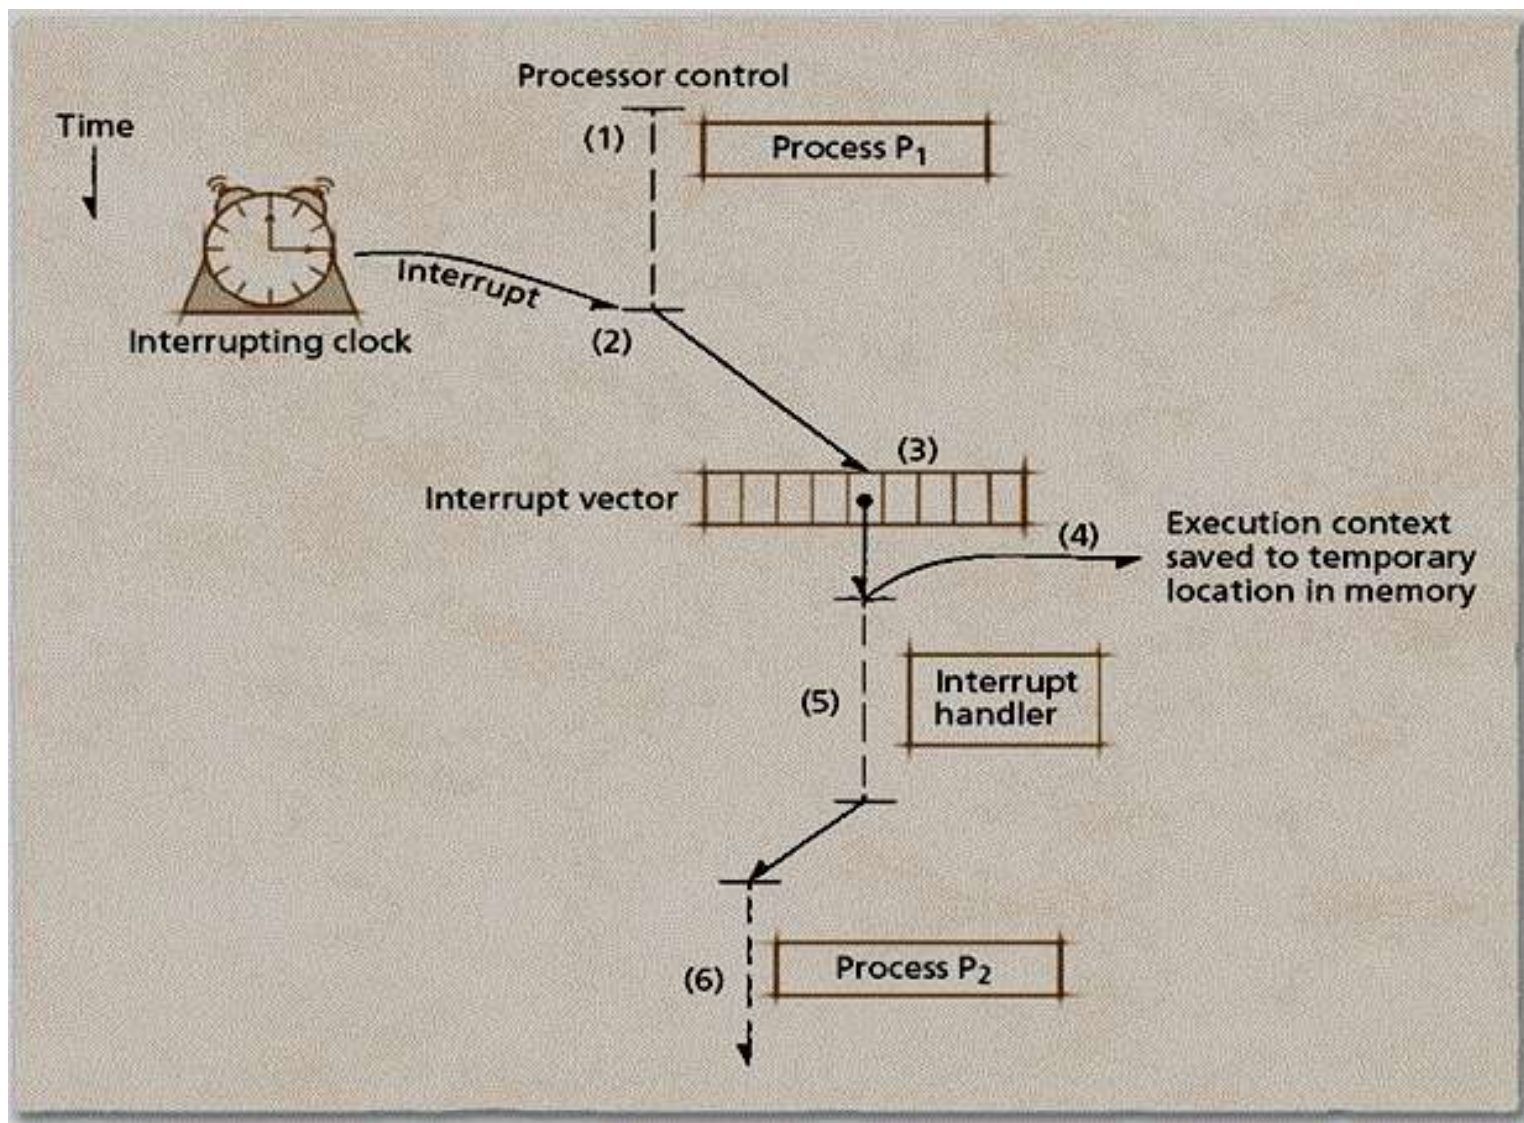 Processor control
Time
(1)
Process P₁
Interrupt
(2)
Interrupting clock
(3)
Interrupt vector
(4)
Execution context
saved to temporary
location in memory
(5)
Interrupt
handler
(6)
Process P₂